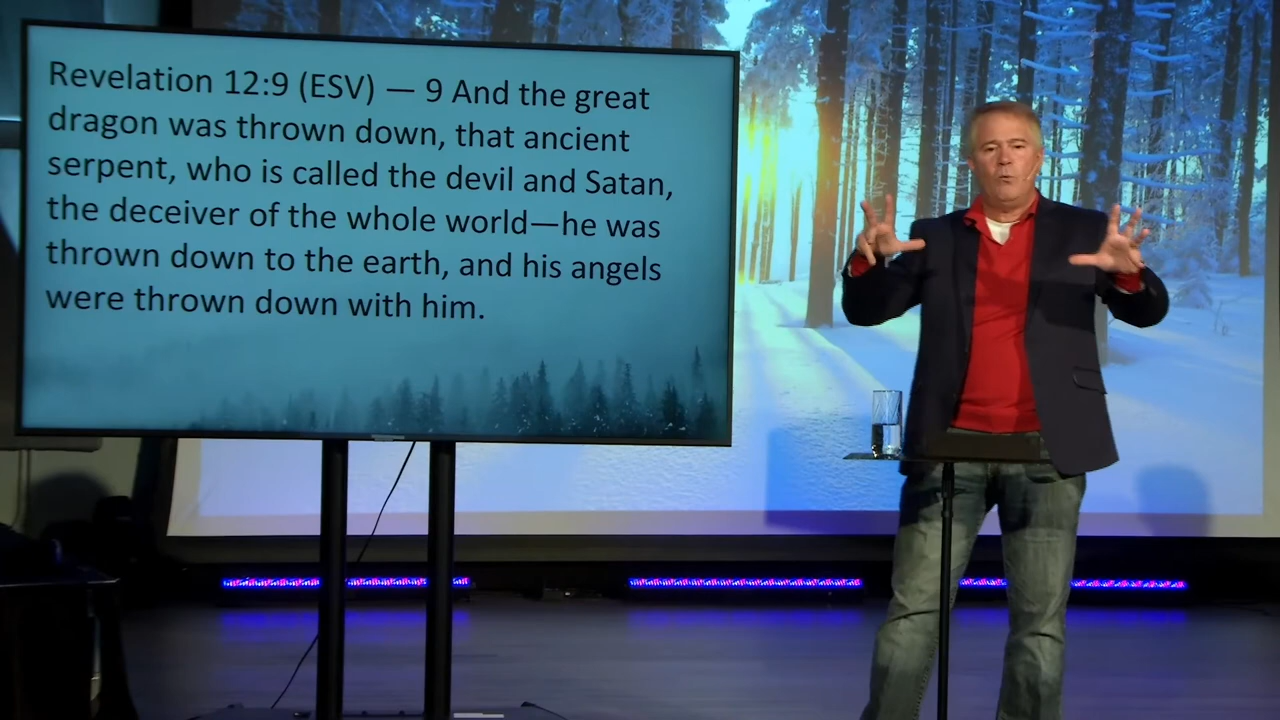 Revelation 12:9 (ESV) — 9 And the great
dragon was thrown down, that ancient
serpent, who is called the devil and Satan,
the deceiver of the whole world—he was
thrown down to the earth, and his angels
were thrown down with him.